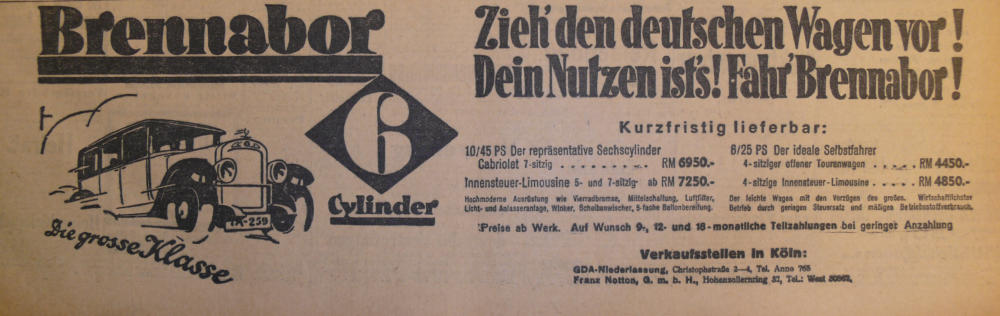 Brennabor
6
Cylinder
Die grosse Klasse
IX-259
Zieh' den deutschen Wagen vor!
Dein Nutzen ist's! Fahr' Brennabor!
Kurzfristig lieferbar:
10/45 PS Der repräsentative Sechscylinder
Cabriolet 7-sitzig . . . . . . . . RM 6950.-
Innensteuer-Limousine 5- und 7-sitzig ab RM 7250.-
Hochmoderne Ausrüstung wie Vierradbremse, Mittelschaltung, Luftfilter,
Licht- und Anlasseranlage, Winker, Scheibenwischer, 5-fache Ballonbereifung.
6/25 PS Der ideale Selbstfahrer
4-sitziger offener Tourenwagen . . . . . RM 4450.-
4-sitzige Innensteuer-Limousine . . . . . RM 4850.-
Der leichte Wagen mit den Vorzügen des großen. Wirtschaftlichster
Betrieb durch geringen Steuersatz und mäßigen Betriebsstoffverbrauch.
Preise ab Werk. Auf Wunsch 9-, 12- und 18-monatliche Teilzahlungen bei geringer Anzahlung
Verkaufsstellen in Köln:
GDA-Niederlassung, Christophstraße 2—4, Tel. Anno 765
Franz Notton, G. m. b. H., Hohenzollernring 57, Tel.: West